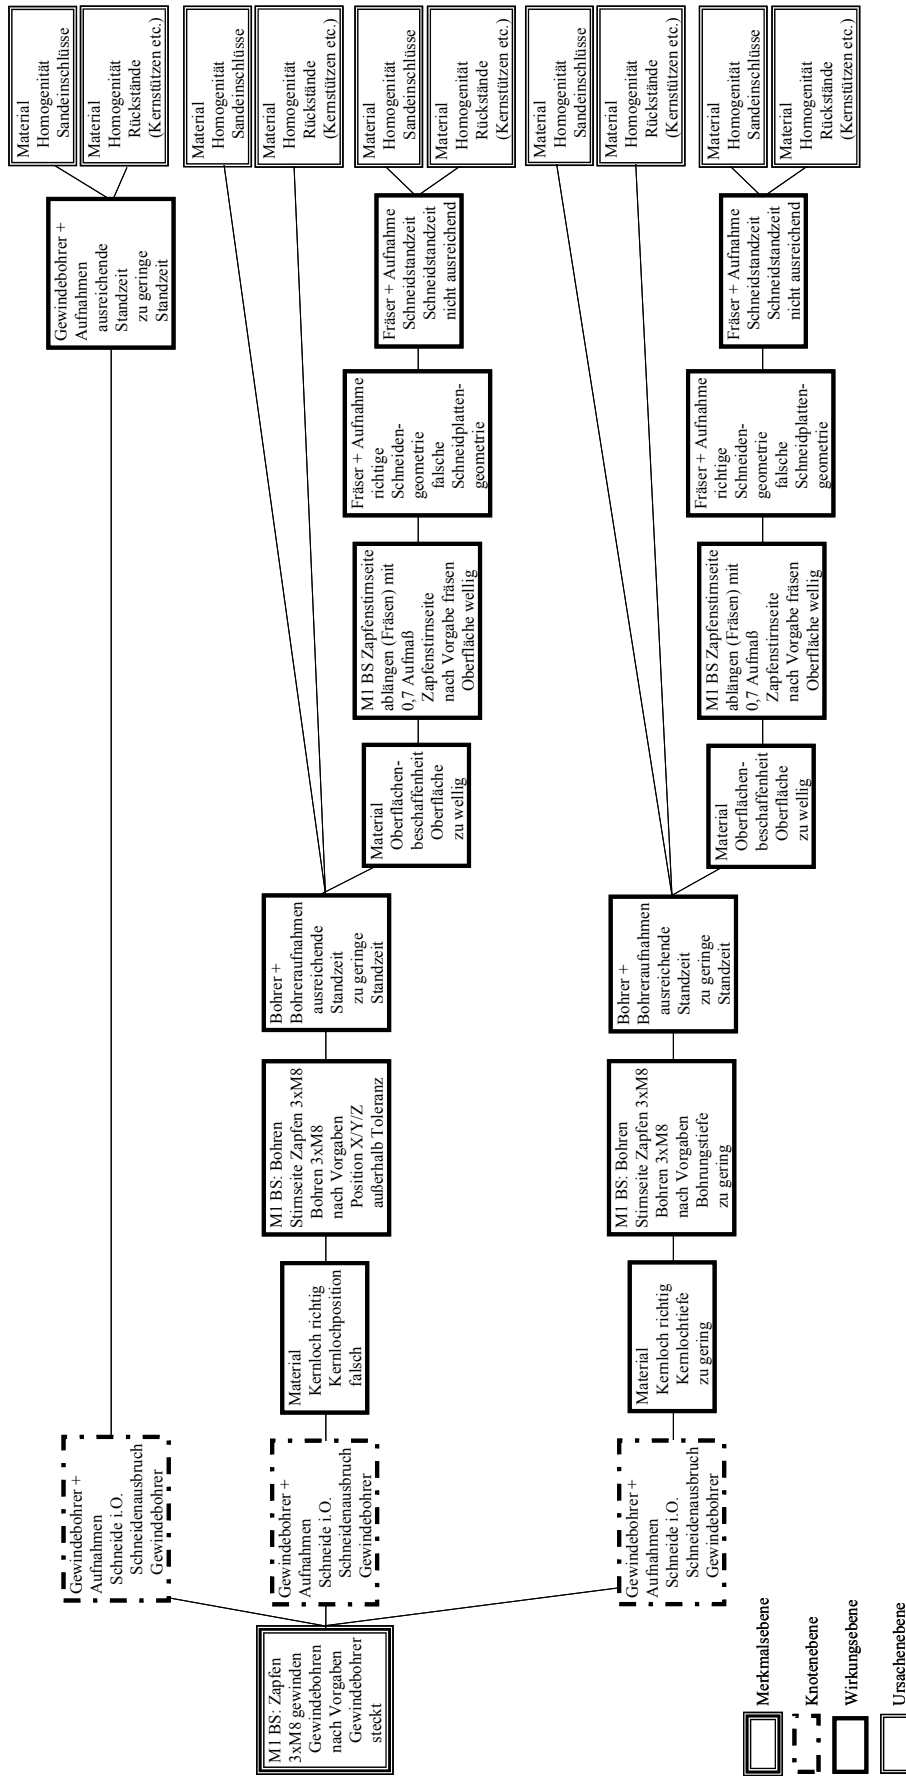 M1 BS: Zapfen
3xM8 gewinden
Gewindebohren
nach Vorgaben
Gewindebohrer
steckt
Gewindebohrer +
Aufnahmen
Schneide i.O.
Schneidenausbruch
Gewindebohrer
Gewindebohrer +
Aufnahmen
ausreichende
Standzeit
zu geringe
Standzeit
Material
Homogenität
Sandeinschlüsse
Material
Homogenität
Rückstände
(Kernstützen etc.)
Gewindebohrer +
Aufnahmen
Schneide i.O.
Schneidenausbruch
Gewindebohrer
Material
Kernloch richtig
Kernlochposition
falsch
M1 BS: Bohren
Stirnseite Zapfen 3xM8
Bohren 3xM8
nach Vorgaben
Position X/Y/Z
außerhalb Toleranz
Bohrer +
Bohreraufnahmen
ausreichende
Standzeit
zu geringe
Standzeit
Material
Homogenität
Sandeinschlüsse
Material
Homogenität
Rückstände
(Kernstützen etc.)
Material
Oberflächen-
beschaffenheit
Oberfläche
zu wellig
M1 BS Zapfenstirnseite
ablängen (Fräsen) mit
0,7 Aufmaß
Zapfenstirnseite
nach Vorgabe fräsen
Oberfläche wellig
Fräser + Aufnahme
richtige
Schneiden-
geometrie
falsche
Schneidplatten-
geometrie
Fräser + Aufnahme
Schneidstandzeit
Schneidstandzeit
nicht ausreichend
Material
Homogenität
Sandeinschlüsse
Material
Homogenität
Rückstände
(Kernstützen etc.)
Gewindebohrer +
Aufnahmen
Schneide i.O.
Schneidenausbruch
Gewindebohrer
Material
Kernloch richtig
Kernlochtiefe
zu gering
M1 BS: Bohren
Stirnseite Zapfen 3xM8
Bohren 3xM8
nach Vorgaben
Bohrungstiefe
zu gering
Bohrer +
Bohreraufnahmen
ausreichende
Standzeit
zu geringe
Standzeit
Material
Homogenität
Sandeinschlüsse
Material
Homogenität
Rückstände
(Kernstützen etc.)
Material
Oberflächen-
beschaffenheit
Oberfläche
zu wellig
M1 BS Zapfenstirnseite
ablängen (Fräsen) mit
0,7 Aufmaß
Zapfenstirnseite
nach Vorgabe fräsen
Oberfläche wellig
Fräser + Aufnahme
richtige
Schneiden-
geometrie
falsche
Schneidplatten-
geometrie
Fräser + Aufnahme
Schneidstandzeit
Schneidstandzeit
nicht ausreichend
Material
Homogenität
Sandeinschlüsse
Material
Homogenität
Rückstände
(Kernstützen etc.)
Merkmalsebene
Knotenebene
Wirkungsebene
Ursachenebene